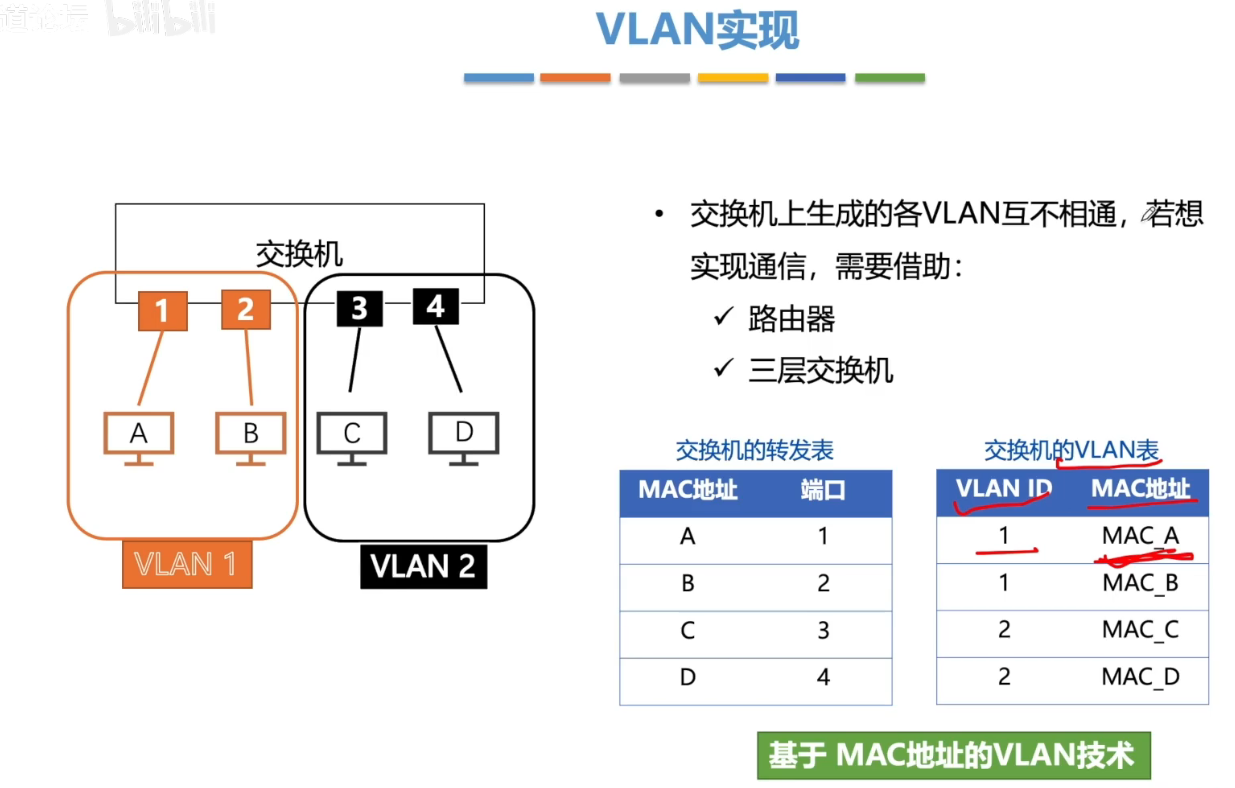 bilibili
VLAN实现
• 交换机上生成的各VLAN互不相通，若想
实现通信，需要借助：
✓ 路由器
✓ 三层交换机
交换机
1 2 3 4
A B C D
VLAN 1 VLAN 2
交换机的转发表
MAC地址 端口
A 1
B 2
C 3
D 4
交换机的VLAN表
VLAN ID MAC地址
1 MAC_A
1 MAC_B
2 MAC_C
2 MAC_D
基于 MAC地址的VLAN技术